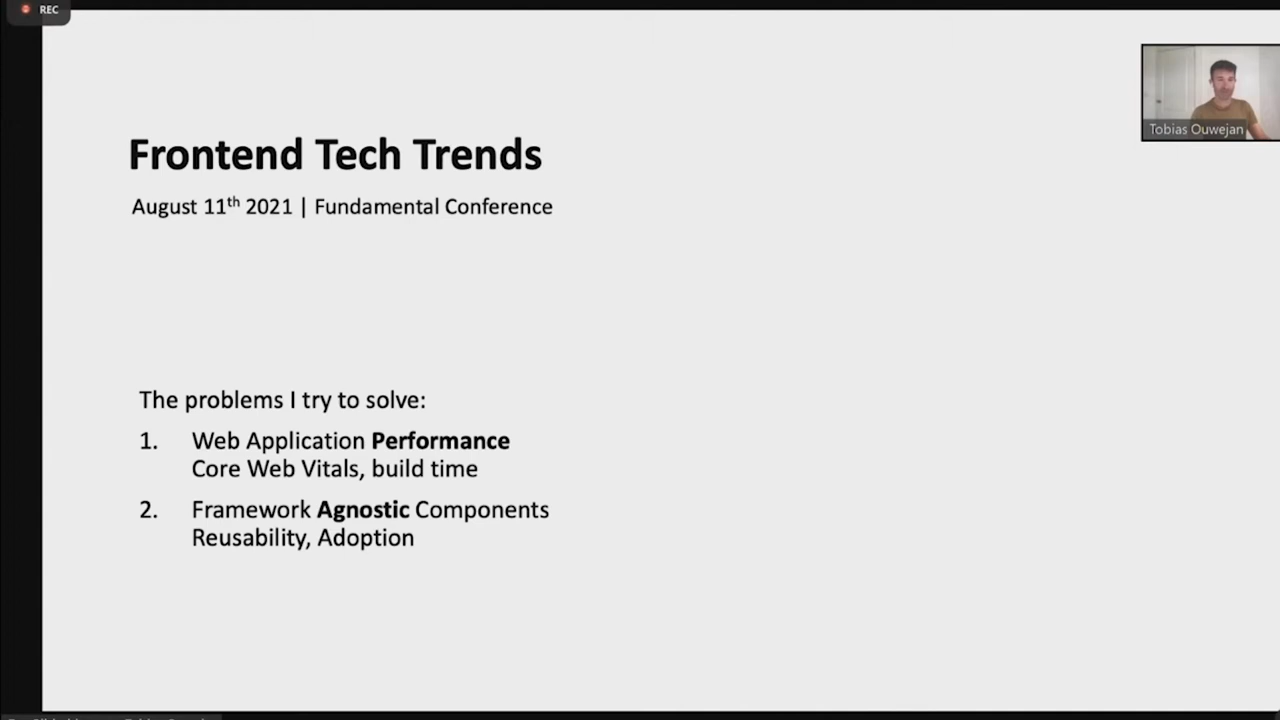 REC
Frontend Tech Trends
August 11th 2021 | Fundamental Conference
Tobias Ouwejan
The problems I try to solve:
1. Web Application Performance
Core Web Vitals, build time
2. Framework Agnostic Components
Reusability, Adoption